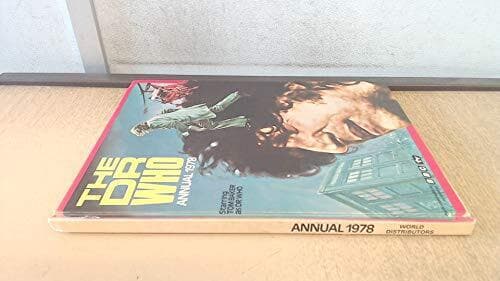 THE
DR
WHO
ANNUAL 1978
Starring
TOM BAKER
as DR WHO
ANNUAL 1978
WORLD
DISTRIBUTORS